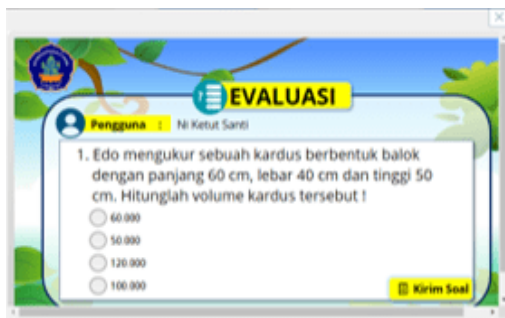 EVALUASI
Pengguna : Ni Ketut Santi
1. Edo mengukur sebuah kardus berbentuk balok
dengan panjang 60 cm, lebar 40 cm dan tinggi 50
cm. Hitunglah volume kardus tersebut !
60.000
50.000
120.000
100.000
Kirim Soal